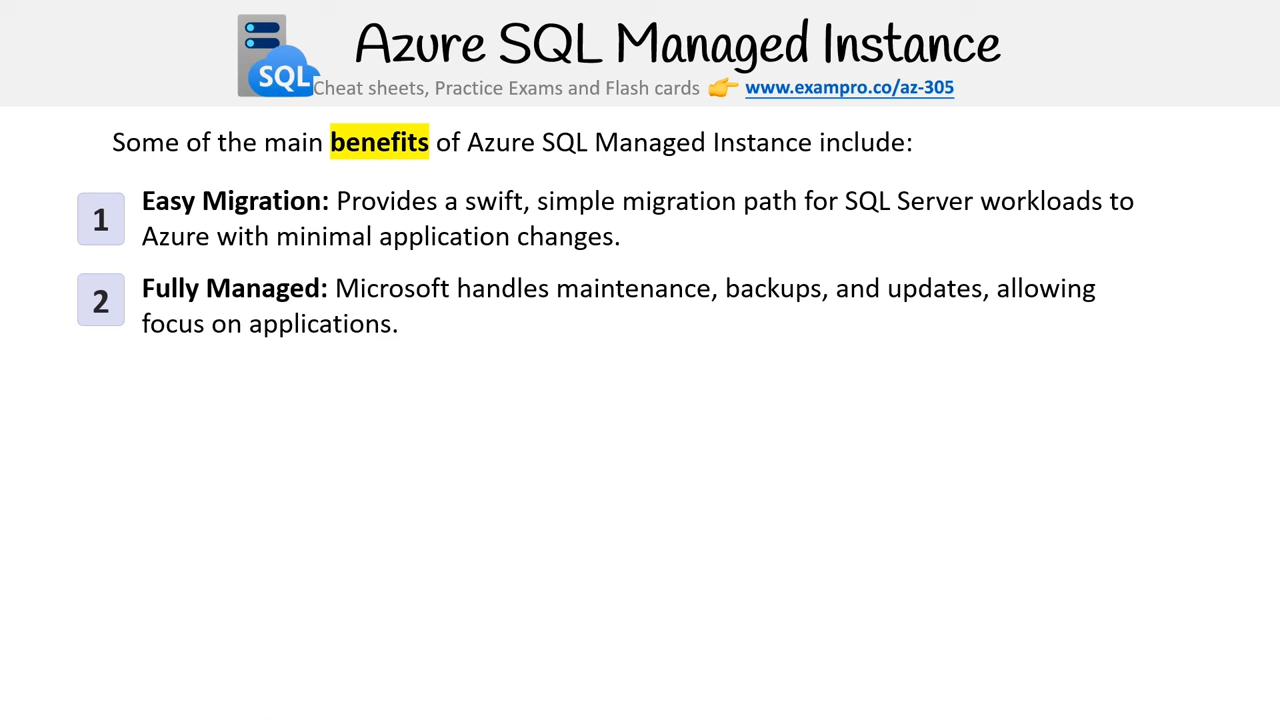 Azure SQL Managed Instance
SQL
Cheat sheets, Practice Exams and Flash cards 👉 www.exampro.co/az-305
Some of the main benefits of Azure SQL Managed Instance include:
1
Easy Migration: Provides a swift, simple migration path for SQL Server workloads to
Azure with minimal application changes.
2
Fully Managed: Microsoft handles maintenance, backups, and updates, allowing
focus on applications.